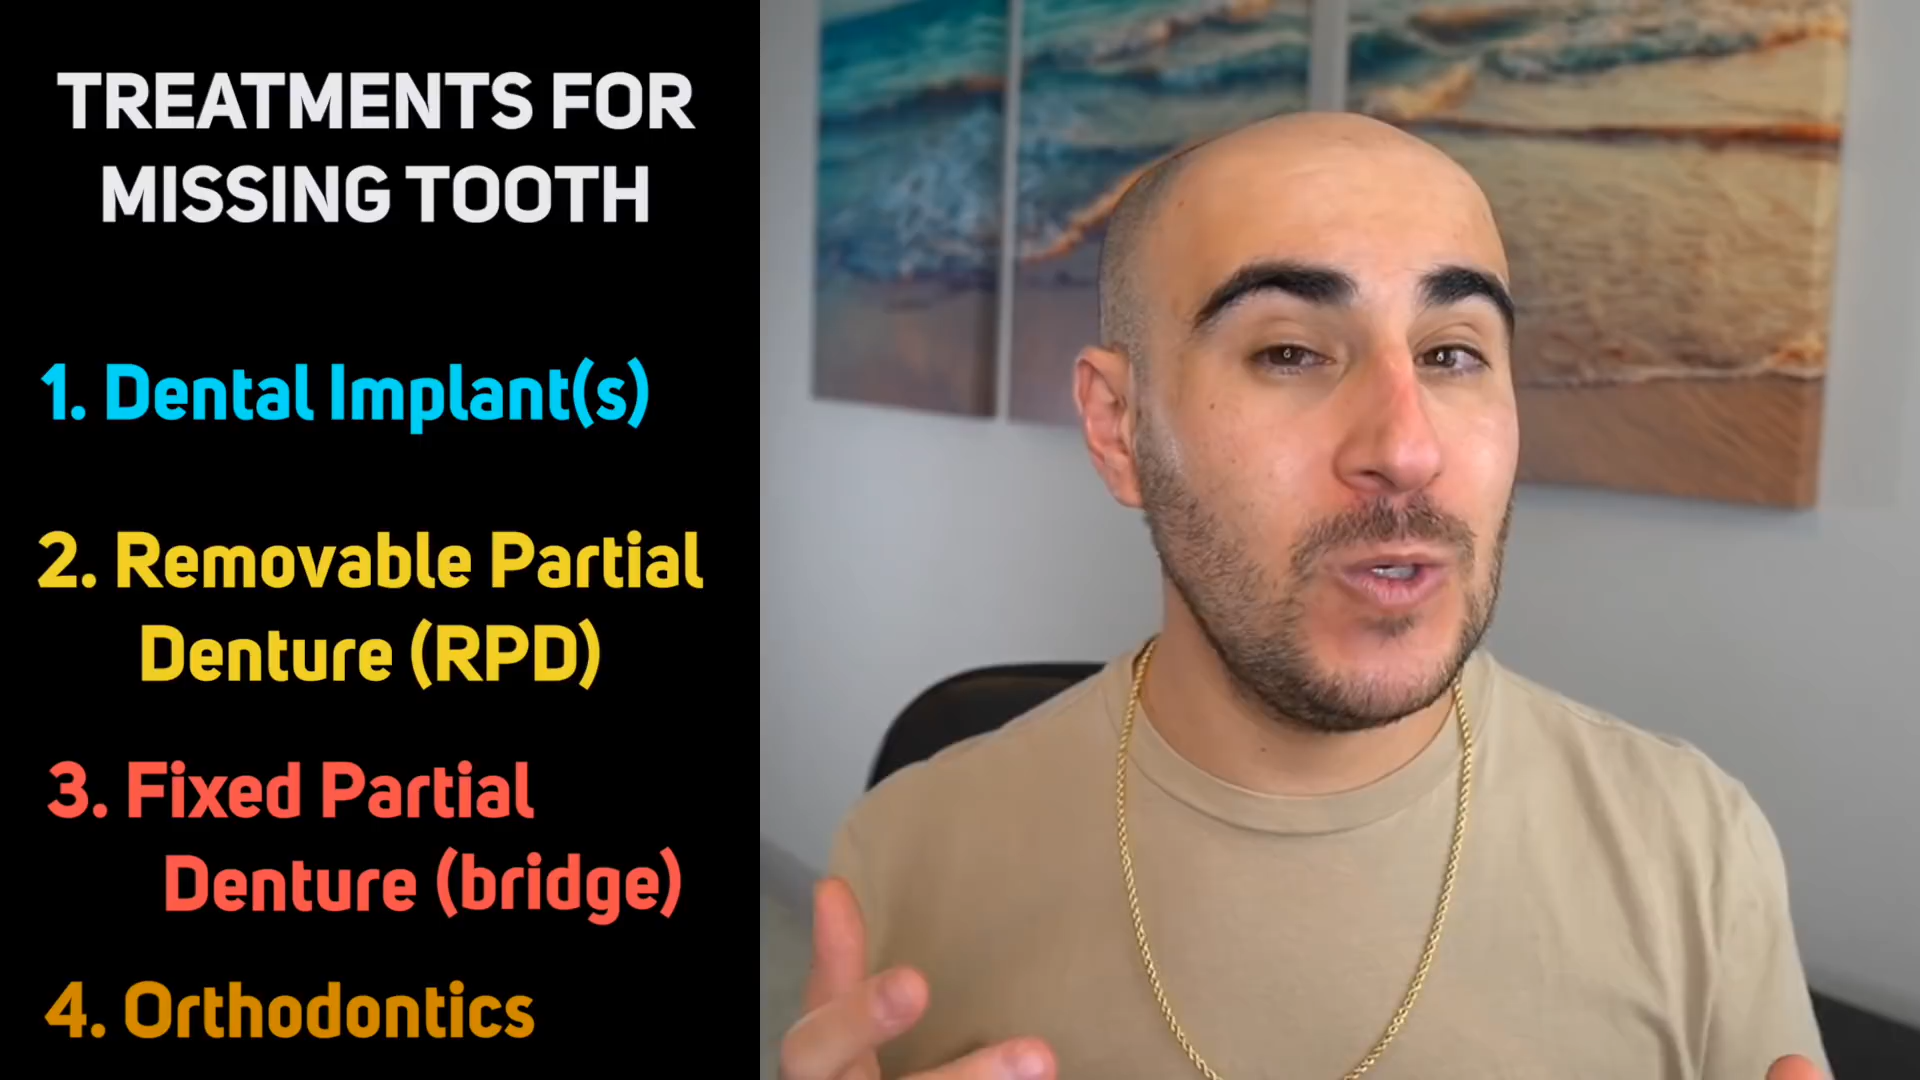 TREATMENTS FOR
MISSING TOOTH
1. Dental Implant(s)
2. Removable Partial
Denture (RPD)
3. Fixed Partial
Denture (bridge)
4. Orthodontics